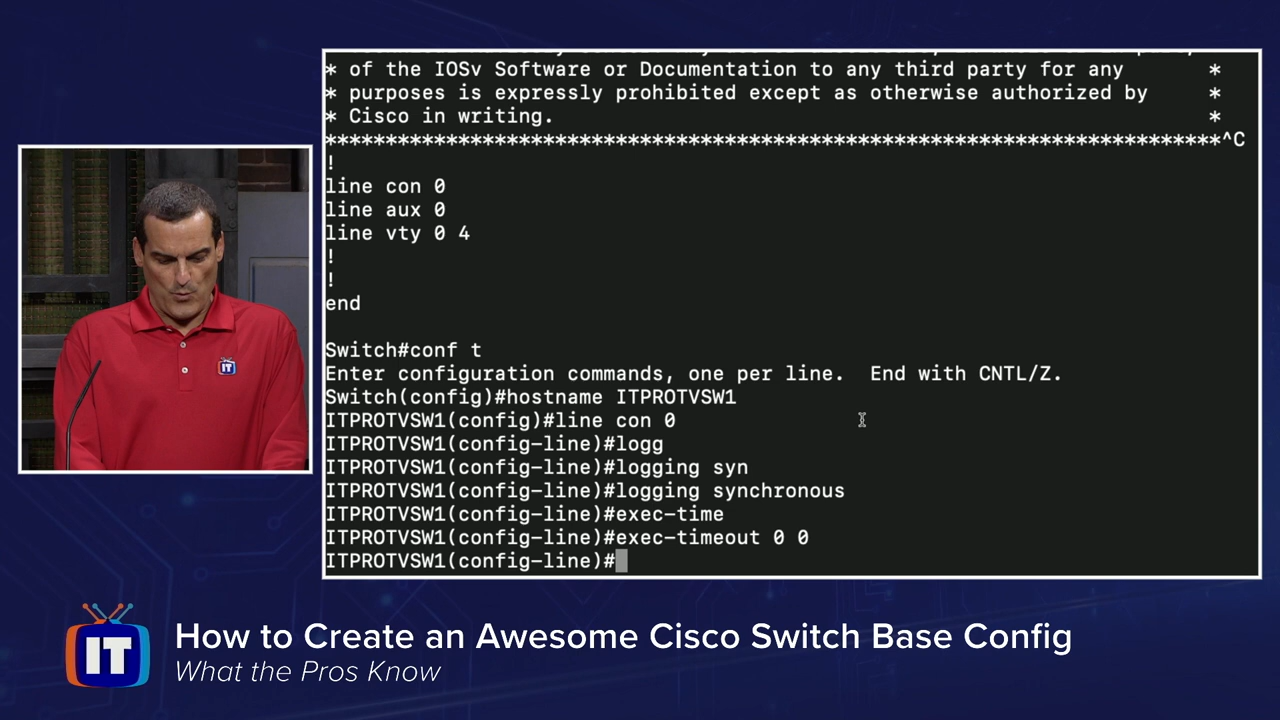 * of the IOSv Software or Documentation to any third party for any *
* purposes is expressly prohibited except as otherwise authorized by *
* Cisco in writing. *
**************************************************************************^C
!
line con 0
line aux 0
line vty 0 4
!
!
end
Switch#conf t
Enter configuration commands, one per line. End with CNTL/Z.
Switch(config)#hostname ITPROTVSW1
ITPROTVSW1(config)#line con 0
ITPROTVSW1(config-line)#logg
ITPROTVSW1(config-line)#logging syn
ITPROTVSW1(config-line)#logging synchronous
ITPROTVSW1(config-line)#exec-time
ITPROTVSW1(config-line)#exec-timeout 0 0
ITPROTVSW1(config-line)#
IT
IT
How to Create an Awesome Cisco Switch Base Config
What the Pros Know